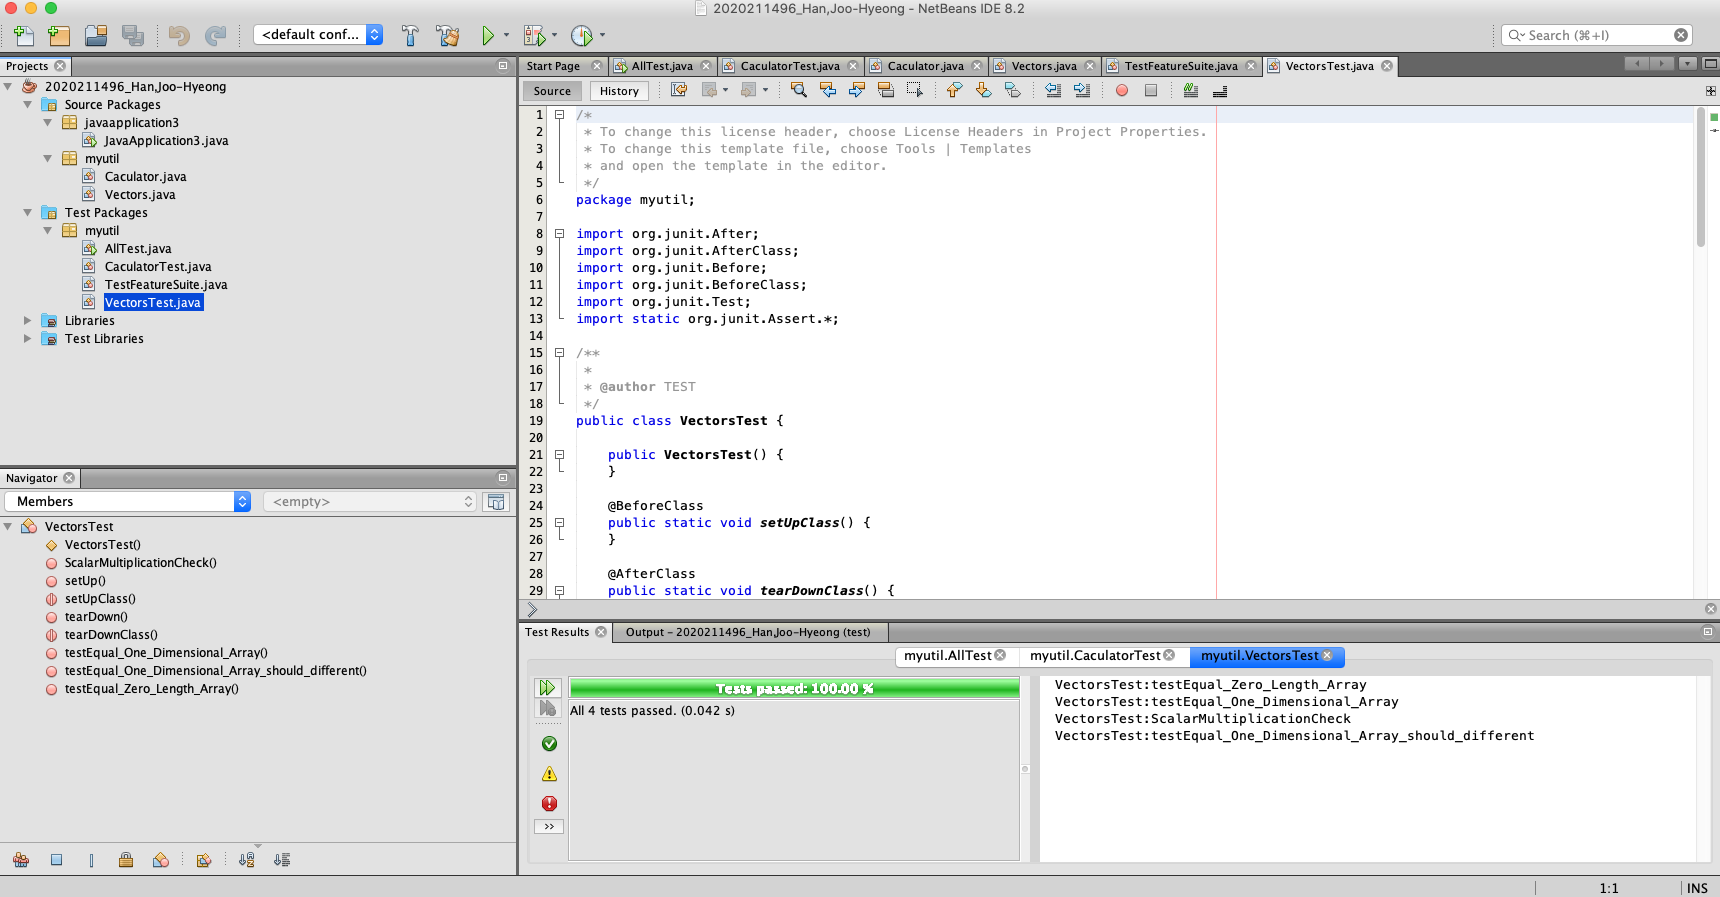 2020211496_Han,Joo-Hyeong - NetBeans IDE 8.2
<default conf...
Search (⌘+I)
Projects
2020211496_Han,Joo-Hyeong
Source Packages
javaapplication3
JavaApplication3.java
myutil
Caculator.java
Vectors.java
Test Packages
myutil
AllTest.java
CaculatorTest.java
TestFeatureSuite.java
VectorsTest.java
Libraries
Test Libraries
Navigator
Members
<empty>
VectorsTest
VectorsTest()
ScalarMultiplicationCheck()
setUp()
setUpClass()
tearDown()
tearDownClass()
testEqual_One_Dimensional_Array()
testEqual_One_Dimensional_Array_should_different()
testEqual_Zero_Length_Array()
Start Page AllTest.java CaculatorTest.java Caculator.java Vectors.java TestFeatureSuite.java VectorsTest.java
Source History
1 /*
2 * To change this license header, choose License Headers in Project Properties.
3 * To change this template file, choose Tools | Templates
4 * and open the template in the editor.
5 */
6 package myutil;
7
8 import org.junit.After;
9 import org.junit.AfterClass;
10 import org.junit.Before;
11 import org.junit.BeforeClass;
12 import org.junit.Test;
13 import static org.junit.Assert.*;
14
15 /**
16 *
17 * @author TEST
18 */
19 public class VectorsTest {
20
21 public VectorsTest() {
22 }
23
24 @BeforeClass
25 public static void setUpClass() {
26 }
27
28 @AfterClass
29 public static void tearDownClass() {
Test Results Output - 2020211496_Han,Joo-Hyeong (test)
myutil.AllTest myutil.CaculatorTest myutil.VectorsTest
Tests passed: 100.00 %
All 4 tests passed. (0.042 s)
VectorsTest:testEqual_Zero_Length_Array
VectorsTest:testEqual_One_Dimensional_Array
VectorsTest:ScalarMultiplicationCheck
VectorsTest:testEqual_One_Dimensional_Array_should_different
1:1 INS